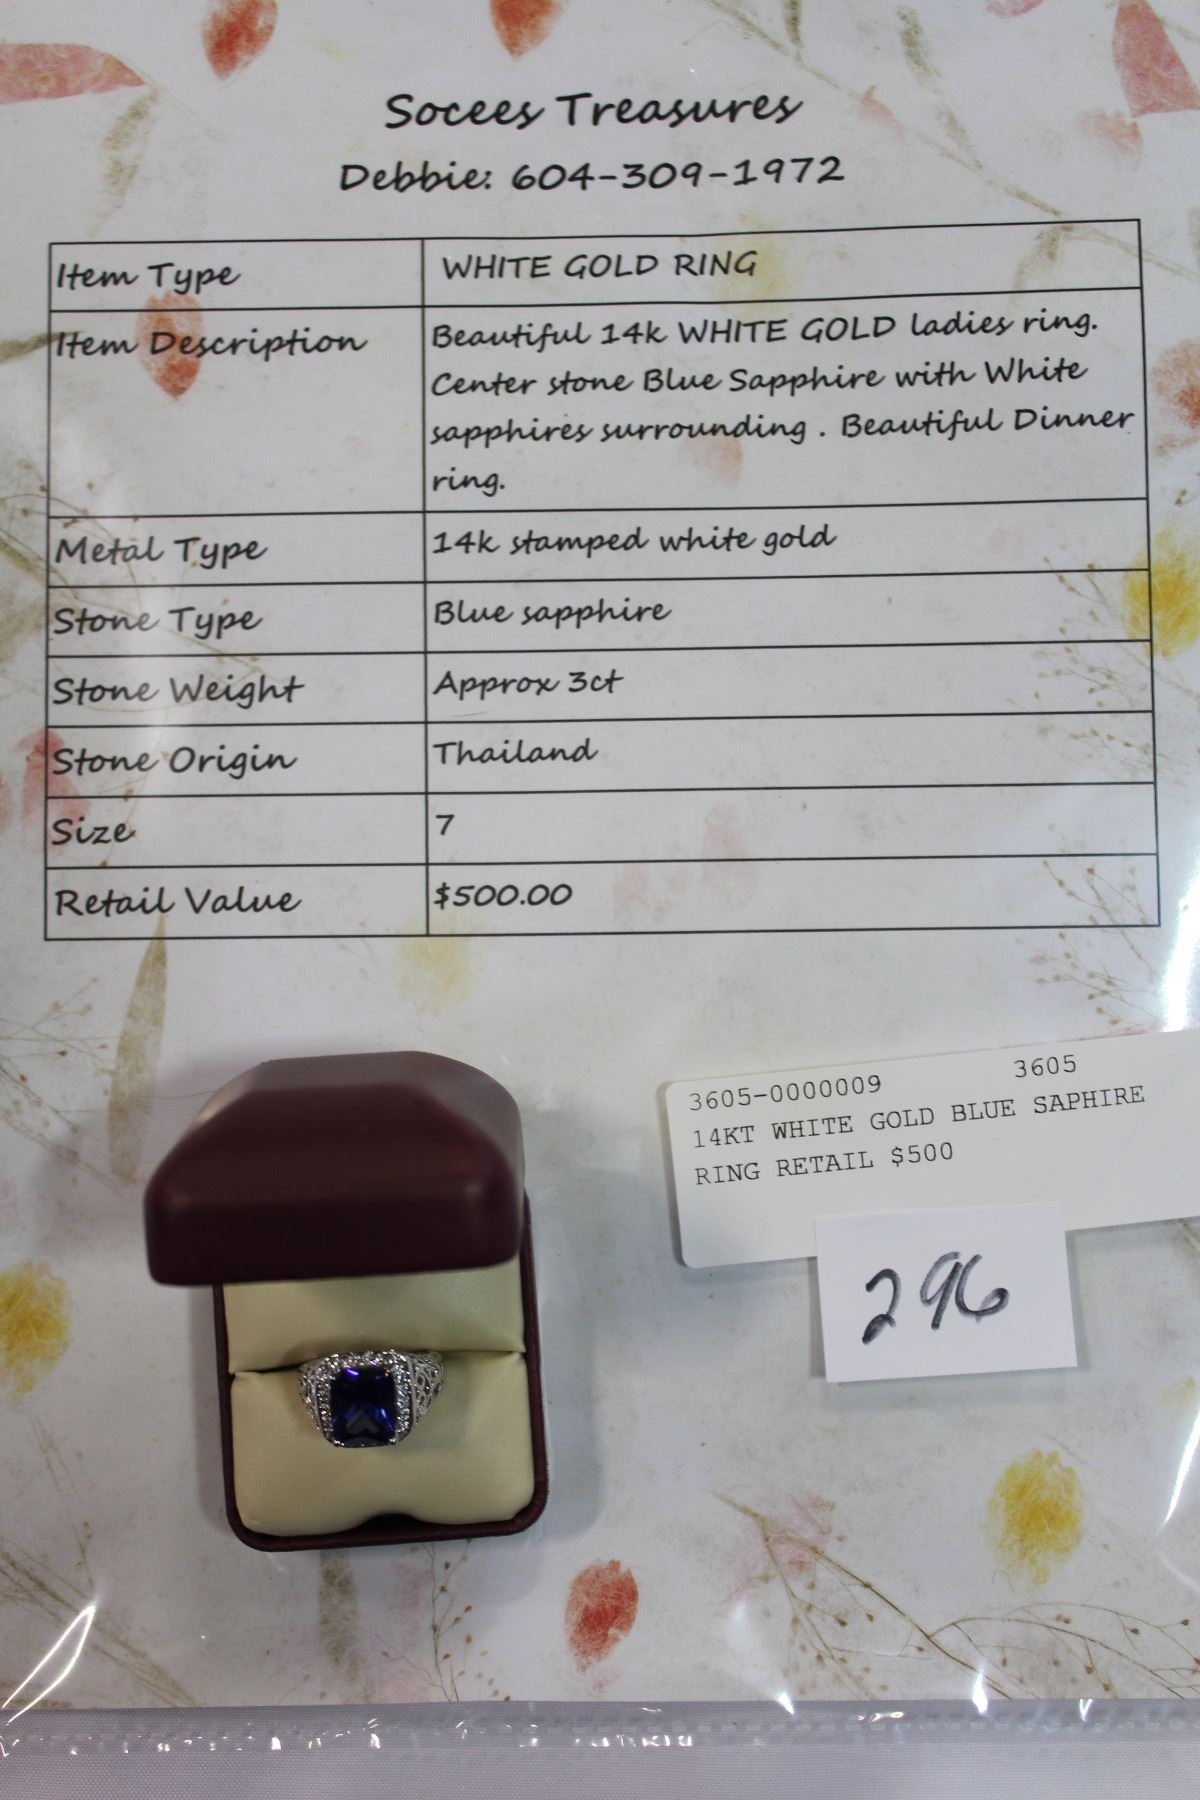 Socees Treasures
Debbie: 604-309-1972
Item Type WHITE GOLD RING
Item Description Beautiful 14k WHITE GOLD ladies ring.
Center stone Blue Sapphire with White
sapphires surrounding . Beautiful Dinner
ring.
Metal Type 14k stamped white gold
Stone Type Blue sapphire
Stone Weight Approx 3ct
Stone Origin Thailand
Size 7
Retail Value $500.00
3605-0000009 3605
14KT WHITE GOLD BLUE SAPHIRE
RING RETAIL $500
296